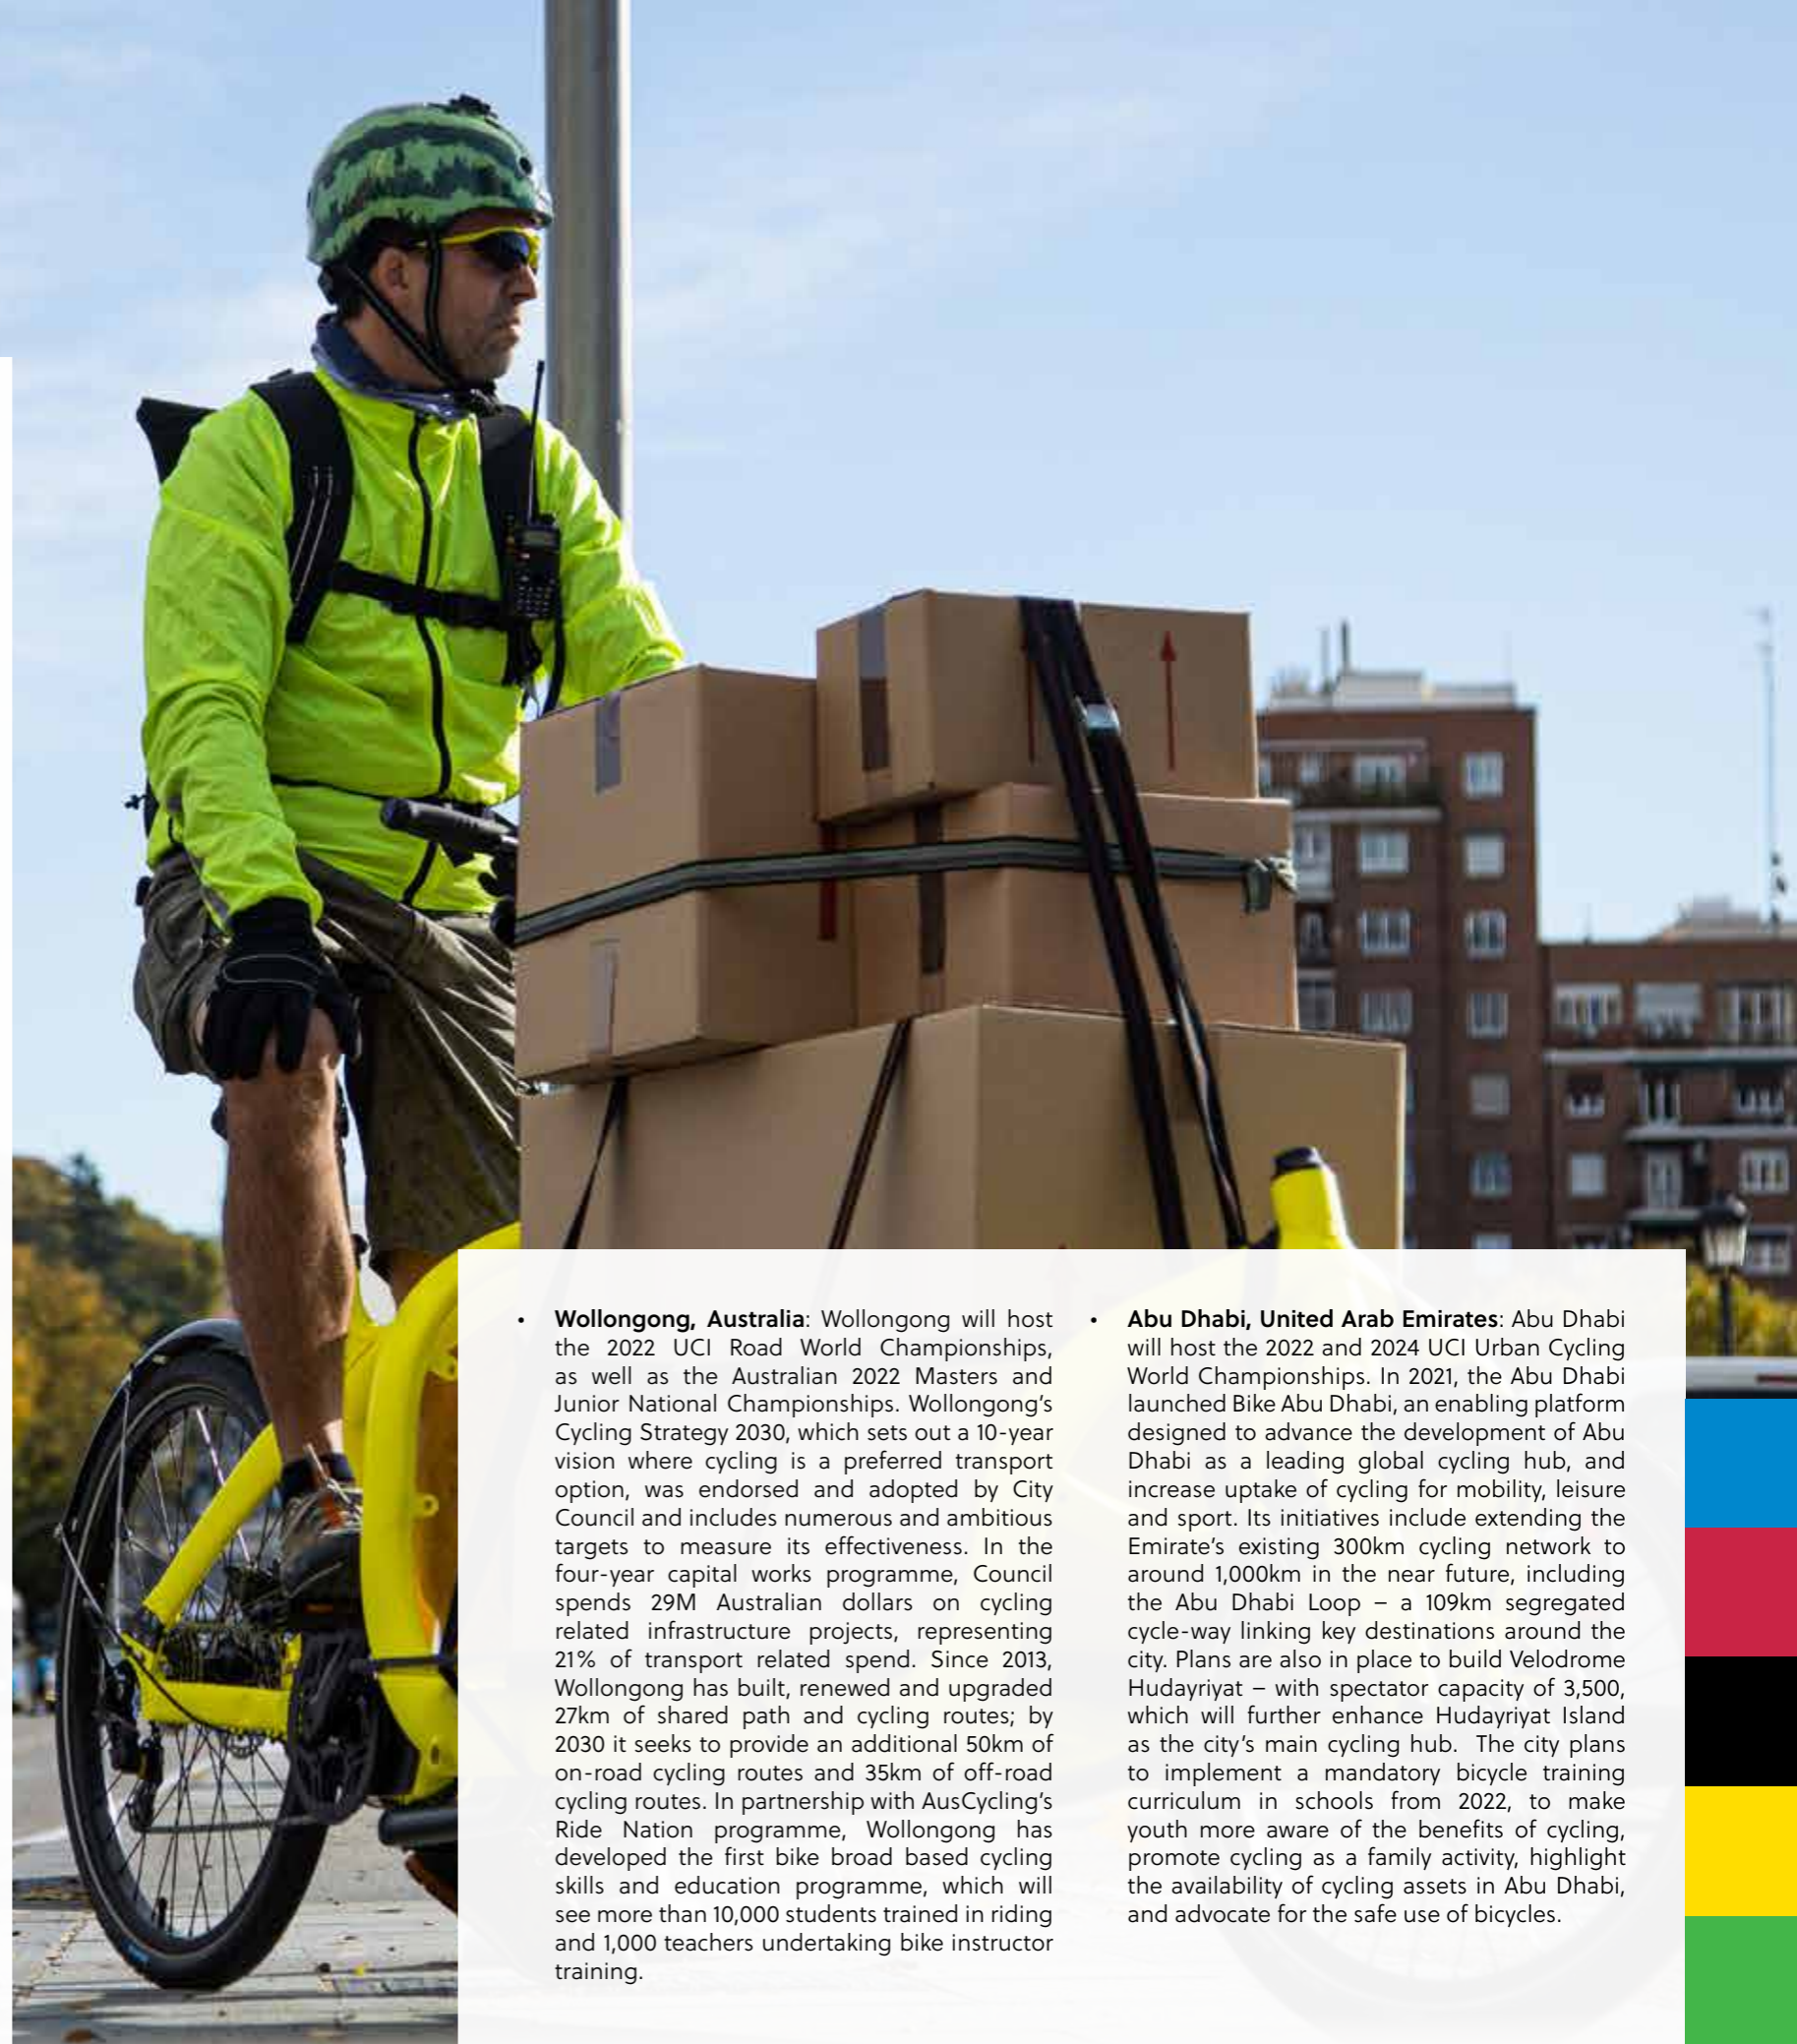 • Wollongong, Australia: Wollongong will host
the 2022 UCI Road World Championships,
as well as the Australian 2022 Masters and
Junior National Championships. Wollongong's
Cycling Strategy 2030, which sets out a 10-year
vision where cycling is a preferred transport
option, was endorsed and adopted by City
Council and includes numerous and ambitious
targets to measure its effectiveness. In the
four-year capital works programme, Council
spends 29M Australian dollars on cycling
related infrastructure projects, representing
21% of transport related spend. Since 2013,
Wollongong has built, renewed and upgraded
27km of shared path and cycling routes; by
2030 it seeks to provide an additional 50km of
on-road cycling routes and 35km of off-road
cycling routes. In partnership with AusCycling's
Ride Nation programme, Wollongong has
developed the first bike broad based cycling
skills and education programme, which will
see more than 10,000 students trained in riding
and 1,000 teachers undertaking bike instructor
training.
• Abu Dhabi, United Arab Emirates: Abu Dhabi
will host the 2022 and 2024 UCI Urban Cycling
World Championships. In 2021, the Abu Dhabi
launched Bike Abu Dhabi, an enabling platform
designed to advance the development of Abu
Dhabi as a leading global cycling hub, and
increase uptake of cycling for mobility, leisure
and sport. Its initiatives include extending the
Emirate's existing 300km cycling network to
around 1,000km in the near future, including
the Abu Dhabi Loop – a 109km segregated
cycle-way linking key destinations around the
city. Plans are also in place to build Velodrome
Hudayriyat – with spectator capacity of 3,500,
which will further enhance Hudayriyat Island
as the city's main cycling hub. The city plans
to implement a mandatory bicycle training
curriculum in schools from 2022, to make
youth more aware of the benefits of cycling,
promote cycling as a family activity, highlight
the availability of cycling assets in Abu Dhabi,
and advocate for the safe use of bicycles.